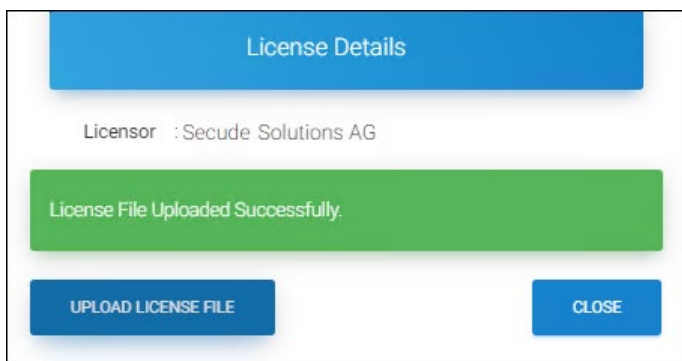 License Details
Licensor : Secude Solutions AG
License File Uploaded Successfully.
UPLOAD LICENSE FILE
CLOSE